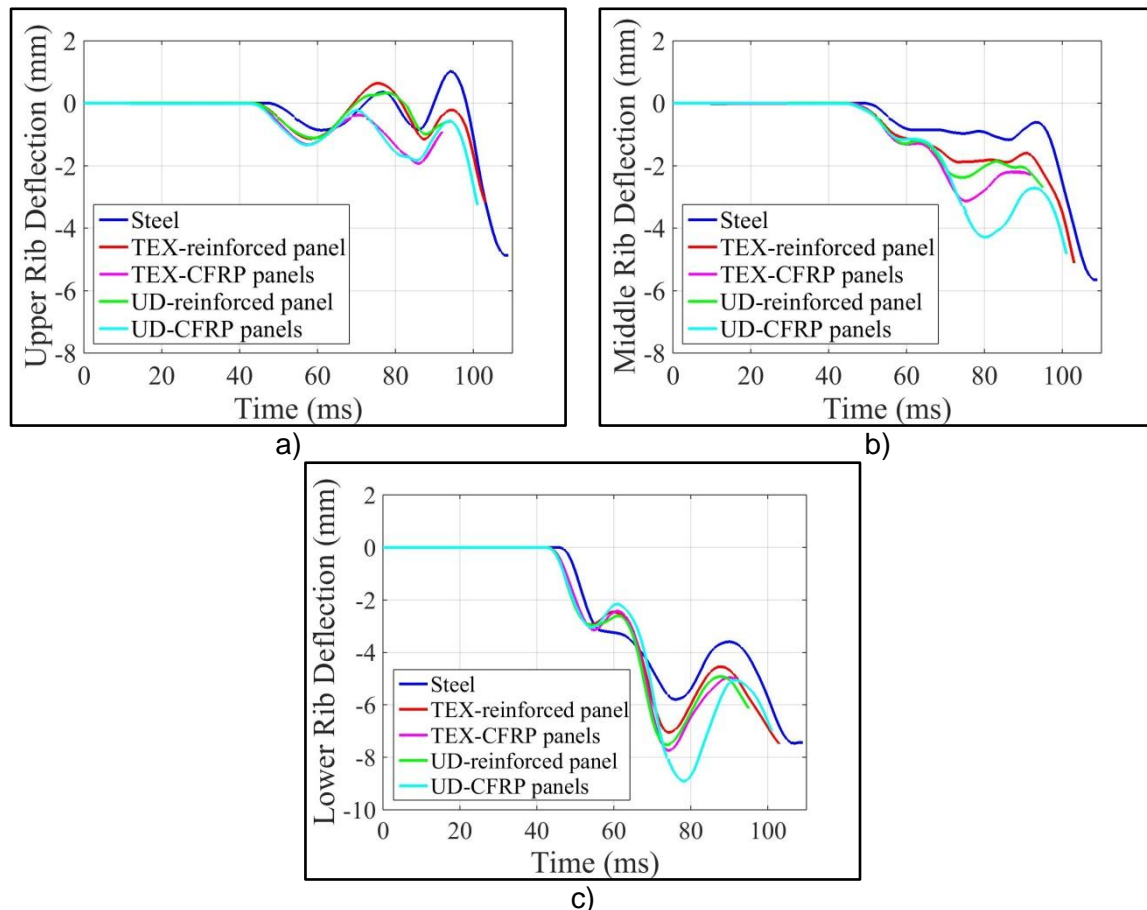 Upper Rib Deflection (mm)
2
0
-2
-4
-6
-8
Steel
TEX-reinforced panel
TEX-CFRP panels
UD-reinforced panel
UD-CFRP panels
0 20 40 60 80 100
Time (ms)
a)
Middle Rib Deflection (mm)
2
0
-2
-4
-6
-8
Steel
TEX-reinforced panel
TEX-CFRP panels
UD-reinforced panel
UD-CFRP panels
0 20 40 60 80 100
Time (ms)
b)
Lower Rib Deflection (mm)
2
0
-2
-4
-6
-8
-10
Steel
TEX-reinforced panel
TEX-CFRP panels
UD-reinforced panel
UD-CFRP panels
0 20 40 60 80 100
Time (ms)
c)